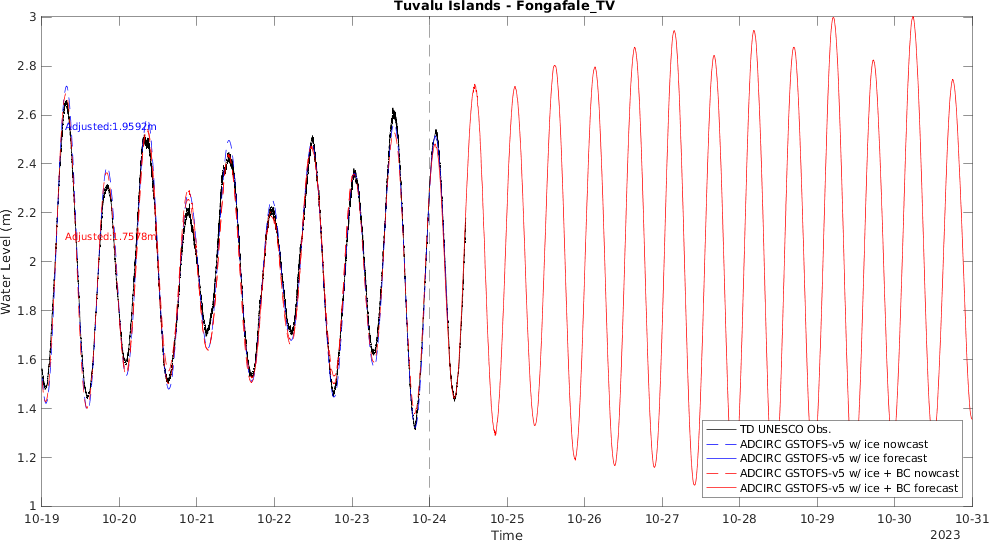 Tuvalu Islands - Fongafale_TV
Water Level (m)
3
2.8
2.6
2.4
2.2
2
1.8
1.6
1.4
1.2
1
Adjusted:1.9592m
Adjusted:1.7578m
TD UNESCO Obs.
ADCIRC GSTOFS-v5 w/ ice nowcast
ADCIRC GSTOFS-v5 w/ ice forecast
ADCIRC GSTOFS-v5 w/ ice + BC nowcast
ADCIRC GSTOFS-v5 w/ ice + BC forecast
10-19 10-20 10-21 10-22 10-23 10-24 10-25 10-26 10-27 10-28 10-29 10-30 10-31
Time
2023